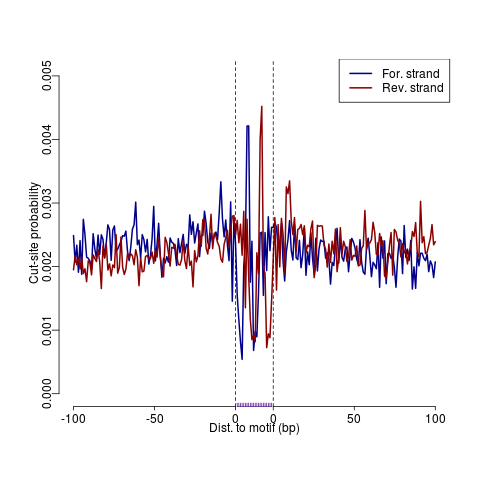 For. strand
Rev. strand
Cut-site probability
0.005
0.004
0.003
0.002
0.001
0.000
-100 -50 0 0 50 100
Dist. to motif (bp)